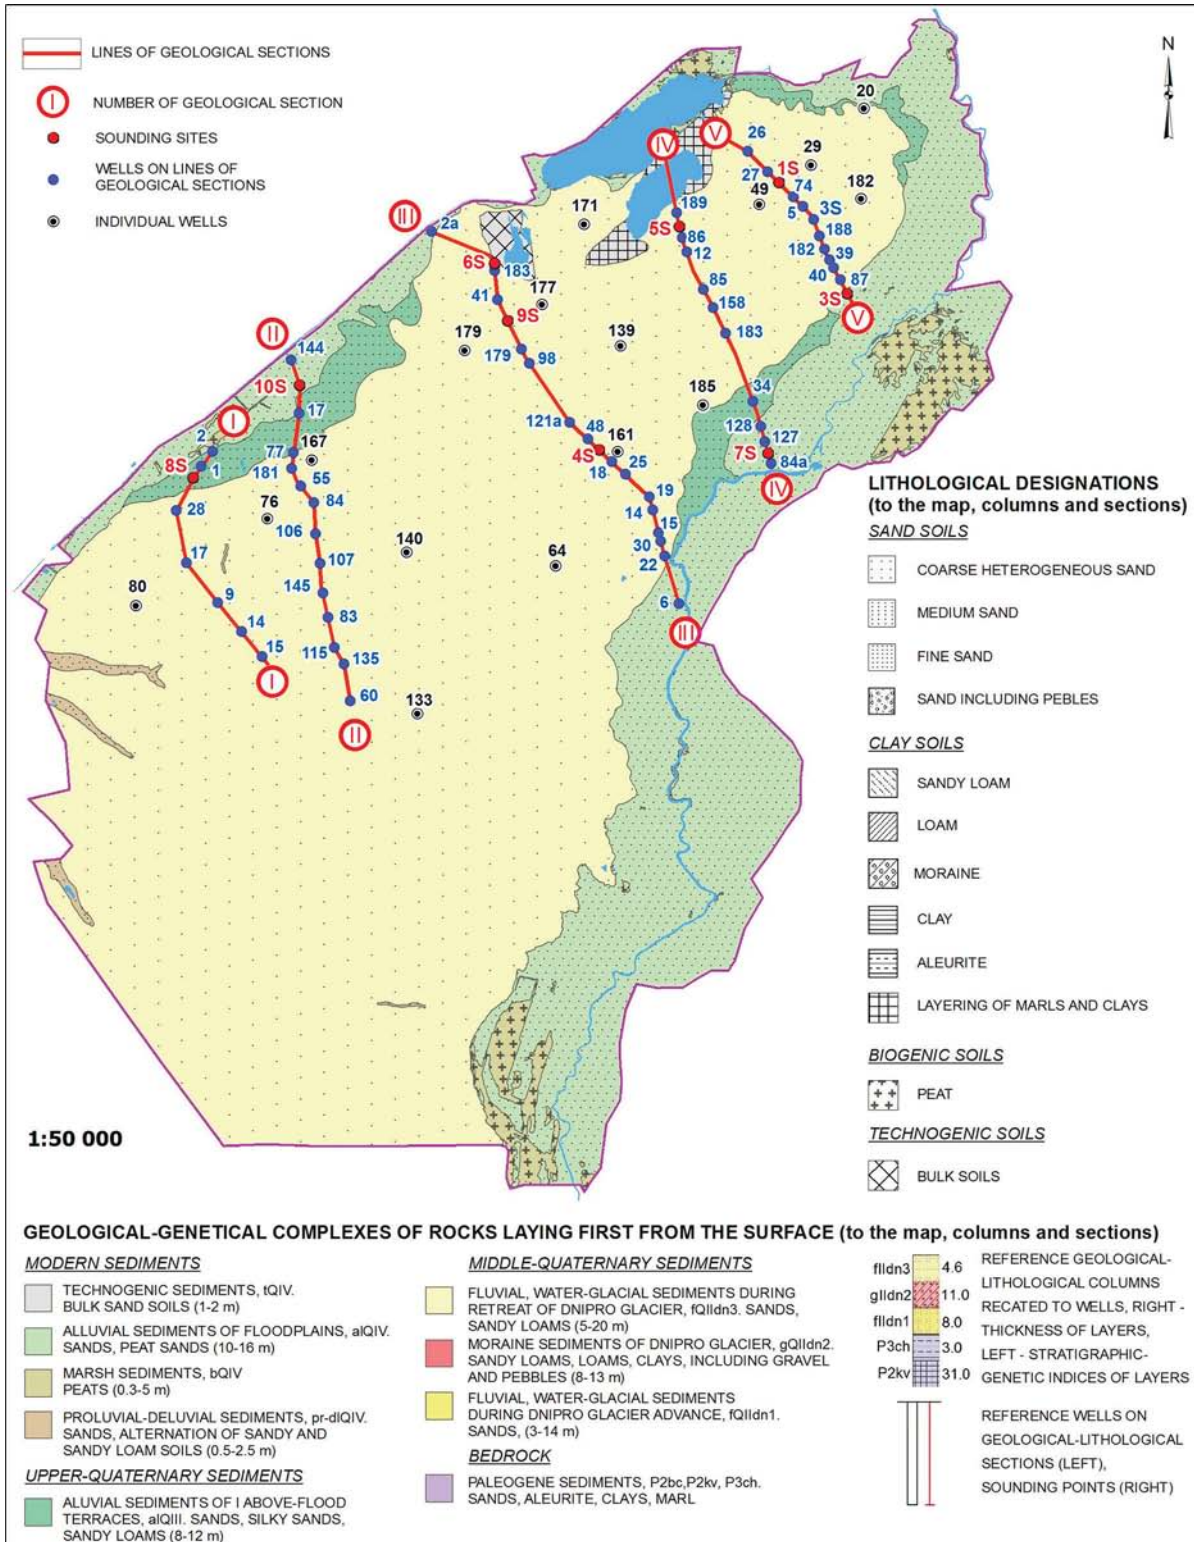 LINES OF GEOLOGICAL SECTIONS
I
NUMBER OF GEOLOGICAL SECTION
SOUNDING SITES
WELLS ON LINES OF
GEOLOGICAL SECTIONS
INDIVIDUAL WELLS
N
20
V
26
29
IV
27
1S
74
182
49
5
3S
171
189
188
III
2a
5S
86
182
39
12
6S
183
40
87
85
3S
41
177
158
V
9S
183
179
139
II
179
98
144
10S
34
185
17
121a
128
I
48
127
2
161
7S
77
167
4S
84a
8S
1
181
18
25
IV
55
28
84
19
76
14
106
15
140
30
17
107
64
22
145
80
9
6
83
14
III
15
115
135
I
60
133
II
1:50 000
LITHOLOGICAL DESIGNATIONS
(to the map, columns and sections)
SAND SOILS
COARSE HETEROGENEOUS SAND
MEDIUM SAND
FINE SAND
SAND INCLUDING PEBLES
CLAY SOILS
SANDY LOAM
LOAM
MORAINE
CLAY
ALEURITE
LAYERING OF MARLS AND CLAYS
BIOGENIC SOILS
PEAT
TECHNOGENIC SOILS
BULK SOILS
GEOLOGICAL-GENETICAL COMPLEXES OF ROCKS LAYING FIRST FROM THE SURFACE (to the map, columns and sections)
MODERN SEDIMENTS
TECHNOGENIC SEDIMENTS, tQIV.
BULK SAND SOILS (1-2 m)
ALLUVIAL SEDIMENTS OF FLOODPLAINS, alQIV.
SANDS, PEAT SANDS (10-16 m)
MARSH SEDIMENTS, bQIV
PEATS (0.3-5 m)
PROLUVIAL-DELUVIAL SEDIMENTS, pr-dlQIV.
SANDS, ALTERNATION OF SANDY AND
SANDY LOAM SOILS (0.5-2.5 m)
UPPER-QUATERNARY SEDIMENTS
ALUVIAL SEDIMENTS OF I ABOVE-FLOOD
TERRACES, alQIII. SANDS, SILKY SANDS,
SANDY LOAMS (8-12 m)
MIDDLE-QUATERNARY SEDIMENTS
FLUVIAL, WATER-GLACIAL SEDIMENTS DURING
RETREAT OF DNIPRO GLACIER, fQIIdn3. SANDS,
SANDY LOAMS (5-20 m)
MORAINE SEDIMENTS OF DNIPRO GLACIER, gQIIdn2.
SANDY LOAMS, LOAMS, CLAYS, INCLUDING GRAVEL
AND PEBBLES (8-13 m)
FLUVIAL, WATER-GLACIAL SEDIMENTS
DURING DNIPRO GLACIER ADVANCE, fQIIdn1.
SANDS, (3-14 m)
BEDROCK
PALEOGENE SEDIMENTS, P2bc,P2kv, P3ch.
SANDS, ALEURITE, CLAYS, MARL
fIIdn3 4.6
gIIdn2 11.0
fIIdn1 8.0
P3ch 3.0
P2kv 31.0
REFERENCE GEOLOGICAL-
LITHOLOGICAL COLUMNS
RECATED TO WELLS, RIGHT -
THICKNESS OF LAYERS,
LEFT - STRATIGRAPHIC-
GENETIC INDICES OF LAYERS
REFERENCE WELLS ON
GEOLOGICAL-LITHOLOGICAL
SECTIONS (LEFT),
SOUNDING POINTS (RIGHT)